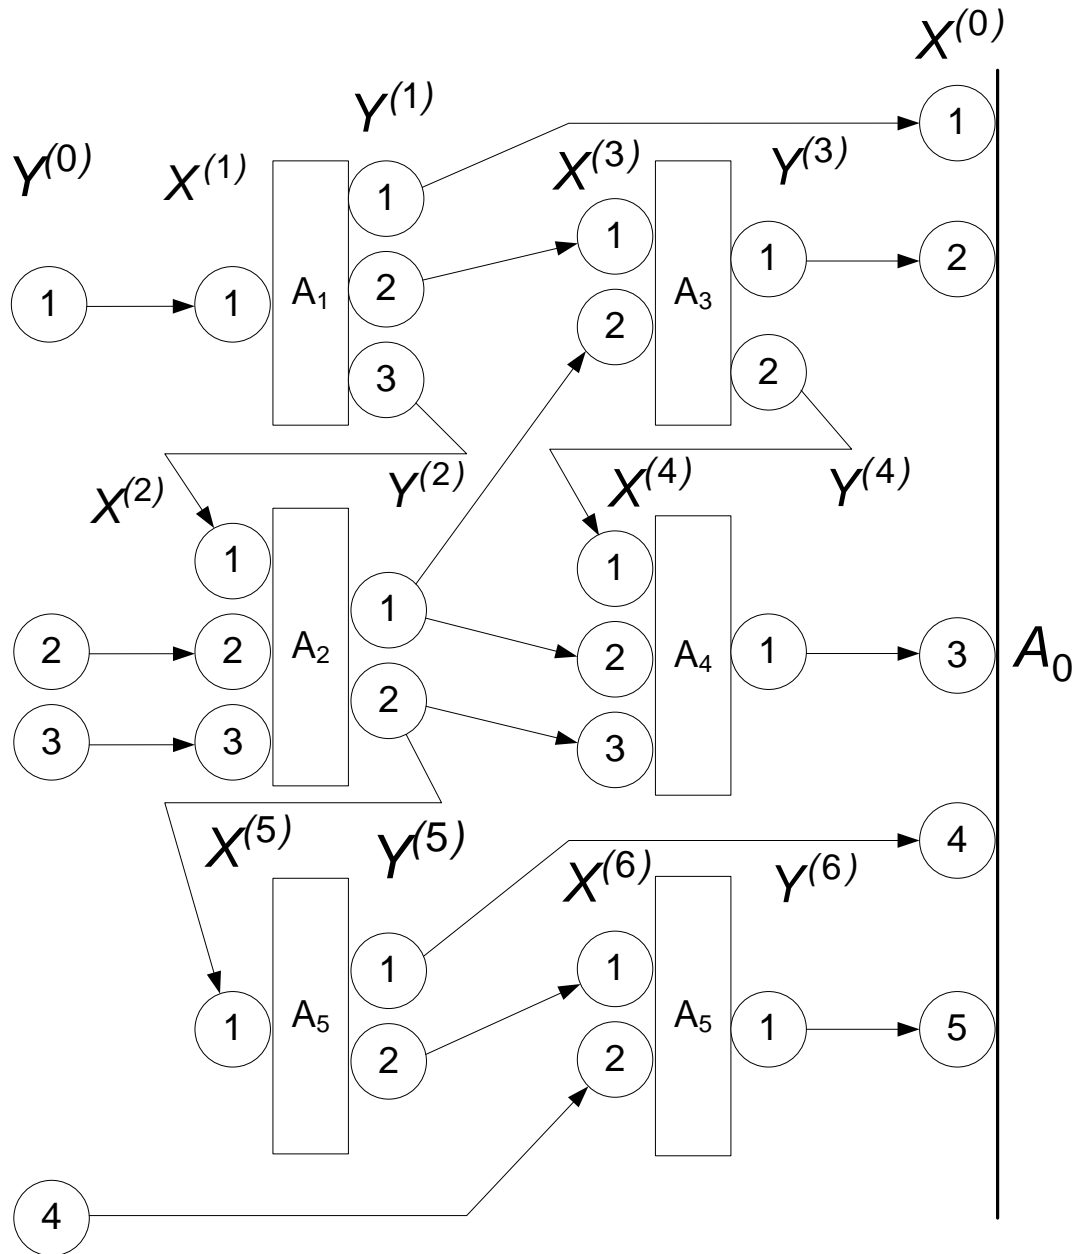 X^(0)
Y^(1)
1
Y^(0) X^(1) X^(3) Y^(3)
1
1 1 A₁ 2 1 A₃ 1 2
2
3 2
X^(2) Y^(2) X^(4) Y^(4)
1 1
1
2 2 A₂ 2 A₄ 1 3 A₀
2
3 3 3
X^(5) Y^(5) X^(6) Y^(6) 4
1 1
1 A₅ A₅ 1 5
2 2
4